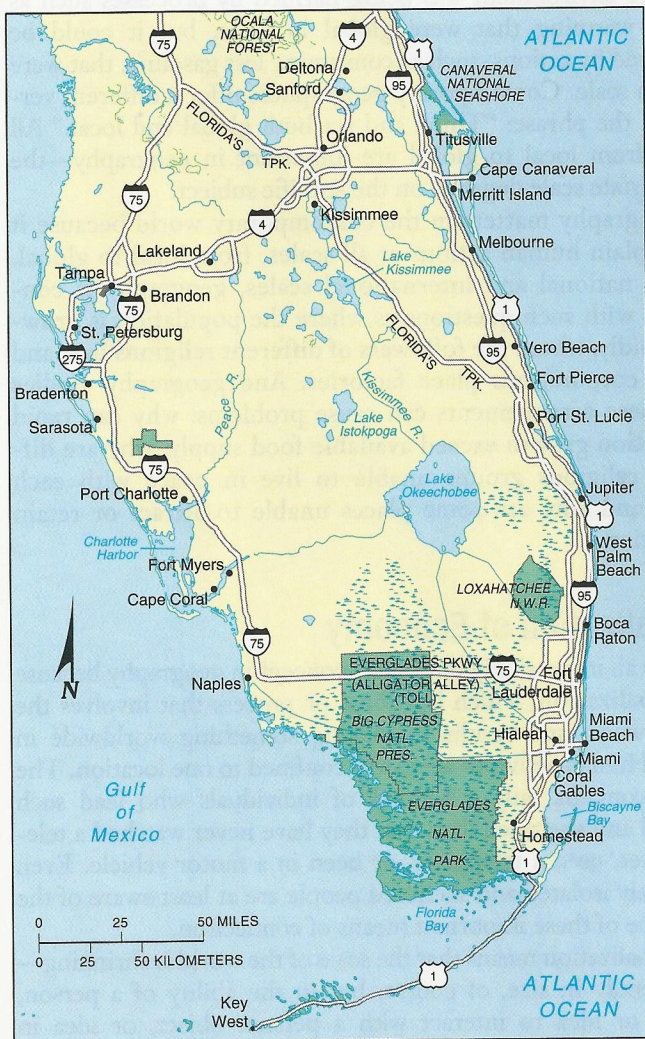 OCALA
NATIONAL
FOREST
75
4
1
95
ATLANTIC
OCEAN
Deltona
Sanford
CANAVERAL
NATIONAL
SEASHORE
FLORIDA'S
TPK.
Orlando
Titusville
Cape Canaveral
Merritt Island
75
4
Kissimmee
Lakeland
Melbourne
Lake
Kissimmee
Tampa
Brandon
75
1
St. Petersburg
275
FLORIDA'S
TPK.
95
Vero Beach
Bradenton
Fort Pierce
Sarasota
Peace R.
Kissimmee R.
Lake
Istokpoga
Port St. Lucie
75
Port Charlotte
Lake
Okeechobee
Jupiter
1
Charlotte
Harbor
West
Palm
Beach
Fort Myers
Cape Coral
LOXAHATCHEE
N.W.R.
95
Boca
Raton
75
N
Naples
EVERGLADES PKWY
(ALLIGATOR ALLEY)
(TOLL)
75
Fort
Lauderdale
BIG CYPRESS
NATL.
PRES.
Hialeah
Miami
Beach
Miami
Coral
Gables
Gulf
of
Mexico
EVERGLADES
NATL.
PARK
Biscayne
Bay
Homestead
1
Florida
Bay
0 25 50 MILES
0 25 50 KILOMETERS
1
Key
West
ATLANTIC
OCEAN